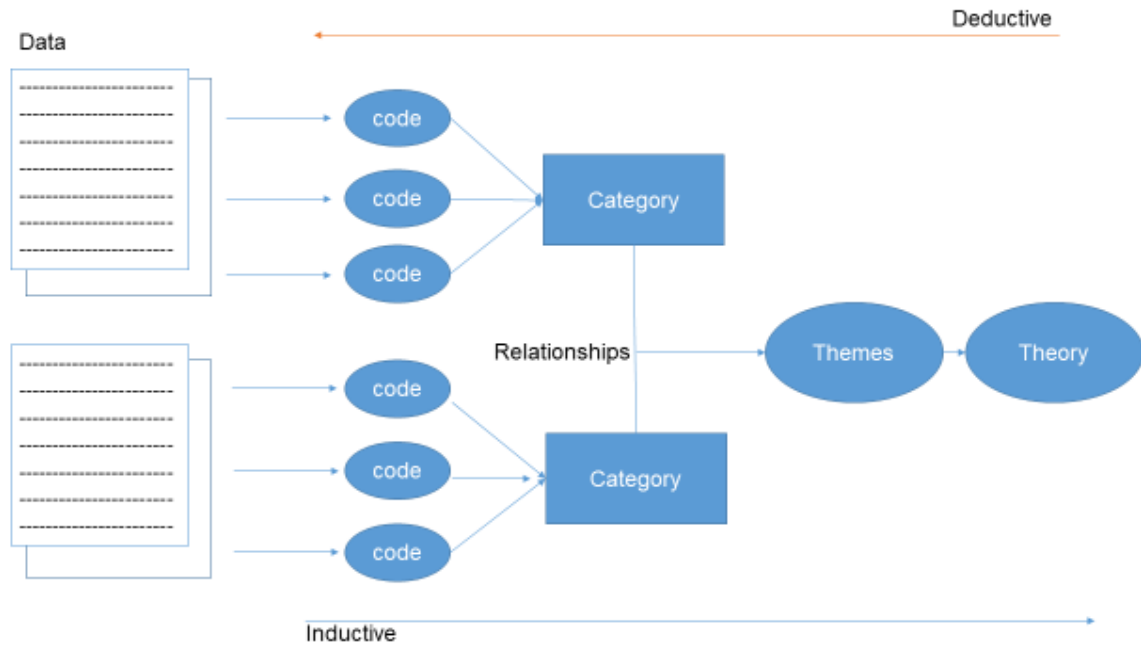 Deductive
Data
code
code
code
Category
Relationships
Themes
Theory
code
code
code
Category
Inductive